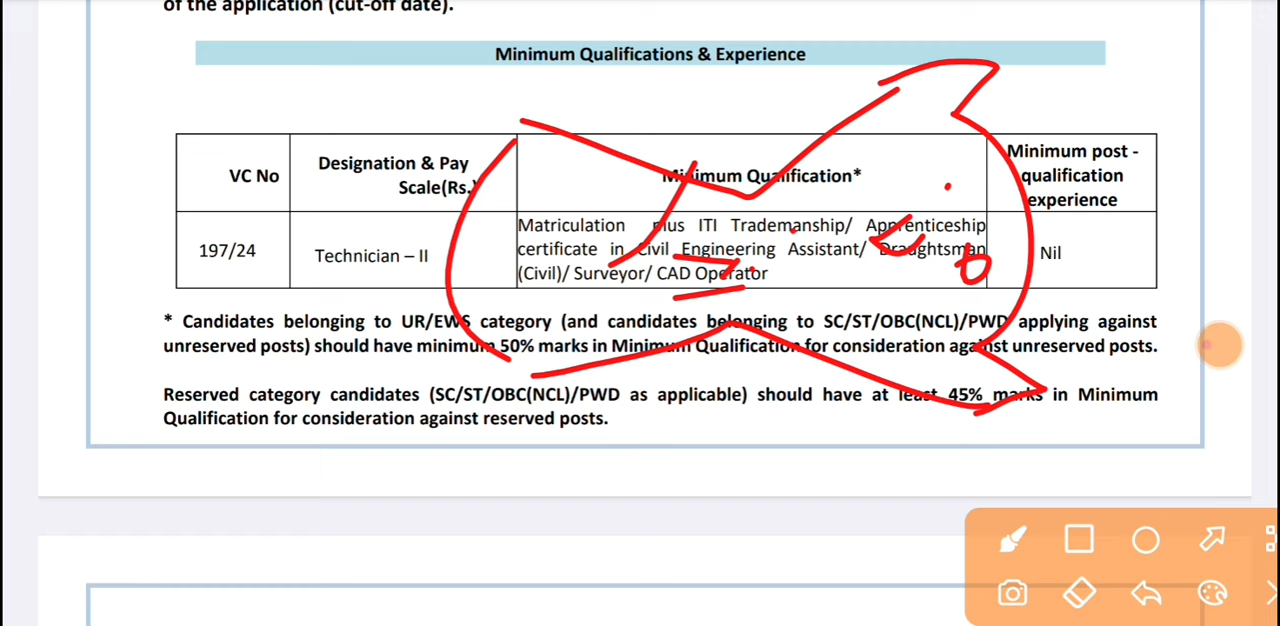 of the application (cut-off date).
Minimum Qualifications & Experience
VC No
Designation & Pay
Scale(Rs.)
Minimum Qualification*
Minimum post -
qualification
experience
197/24
Technician – II
Matriculation plus ITI Trademanship/ Apprenticeship
certificate in Civil Engineering Assistant/ Draughtsman
(Civil)/ Surveyor/ CAD Operator
Nil
* Candidates belonging to UR/EWS category (and candidates belonging to SC/ST/OBC(NCL)/PWD applying against
unreserved posts) should have minimum 50% marks in Minimum Qualification for consideration against unreserved posts.
Reserved category candidates (SC/ST/OBC(NCL)/PWD as applicable) should have at least 45% marks in Minimum
Qualification for consideration against reserved posts.